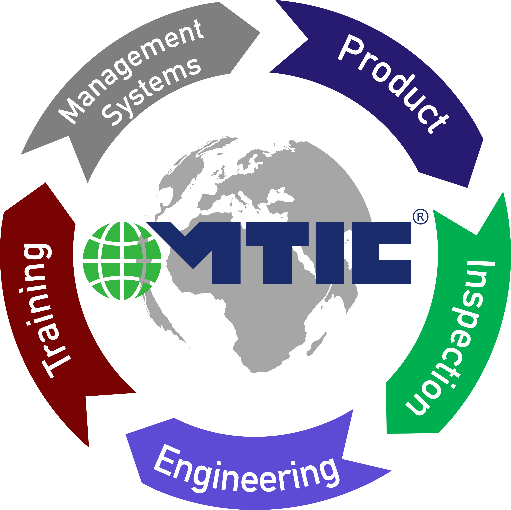 Management
Systems
Product
MTIC®
Inspection
Engineering
Training